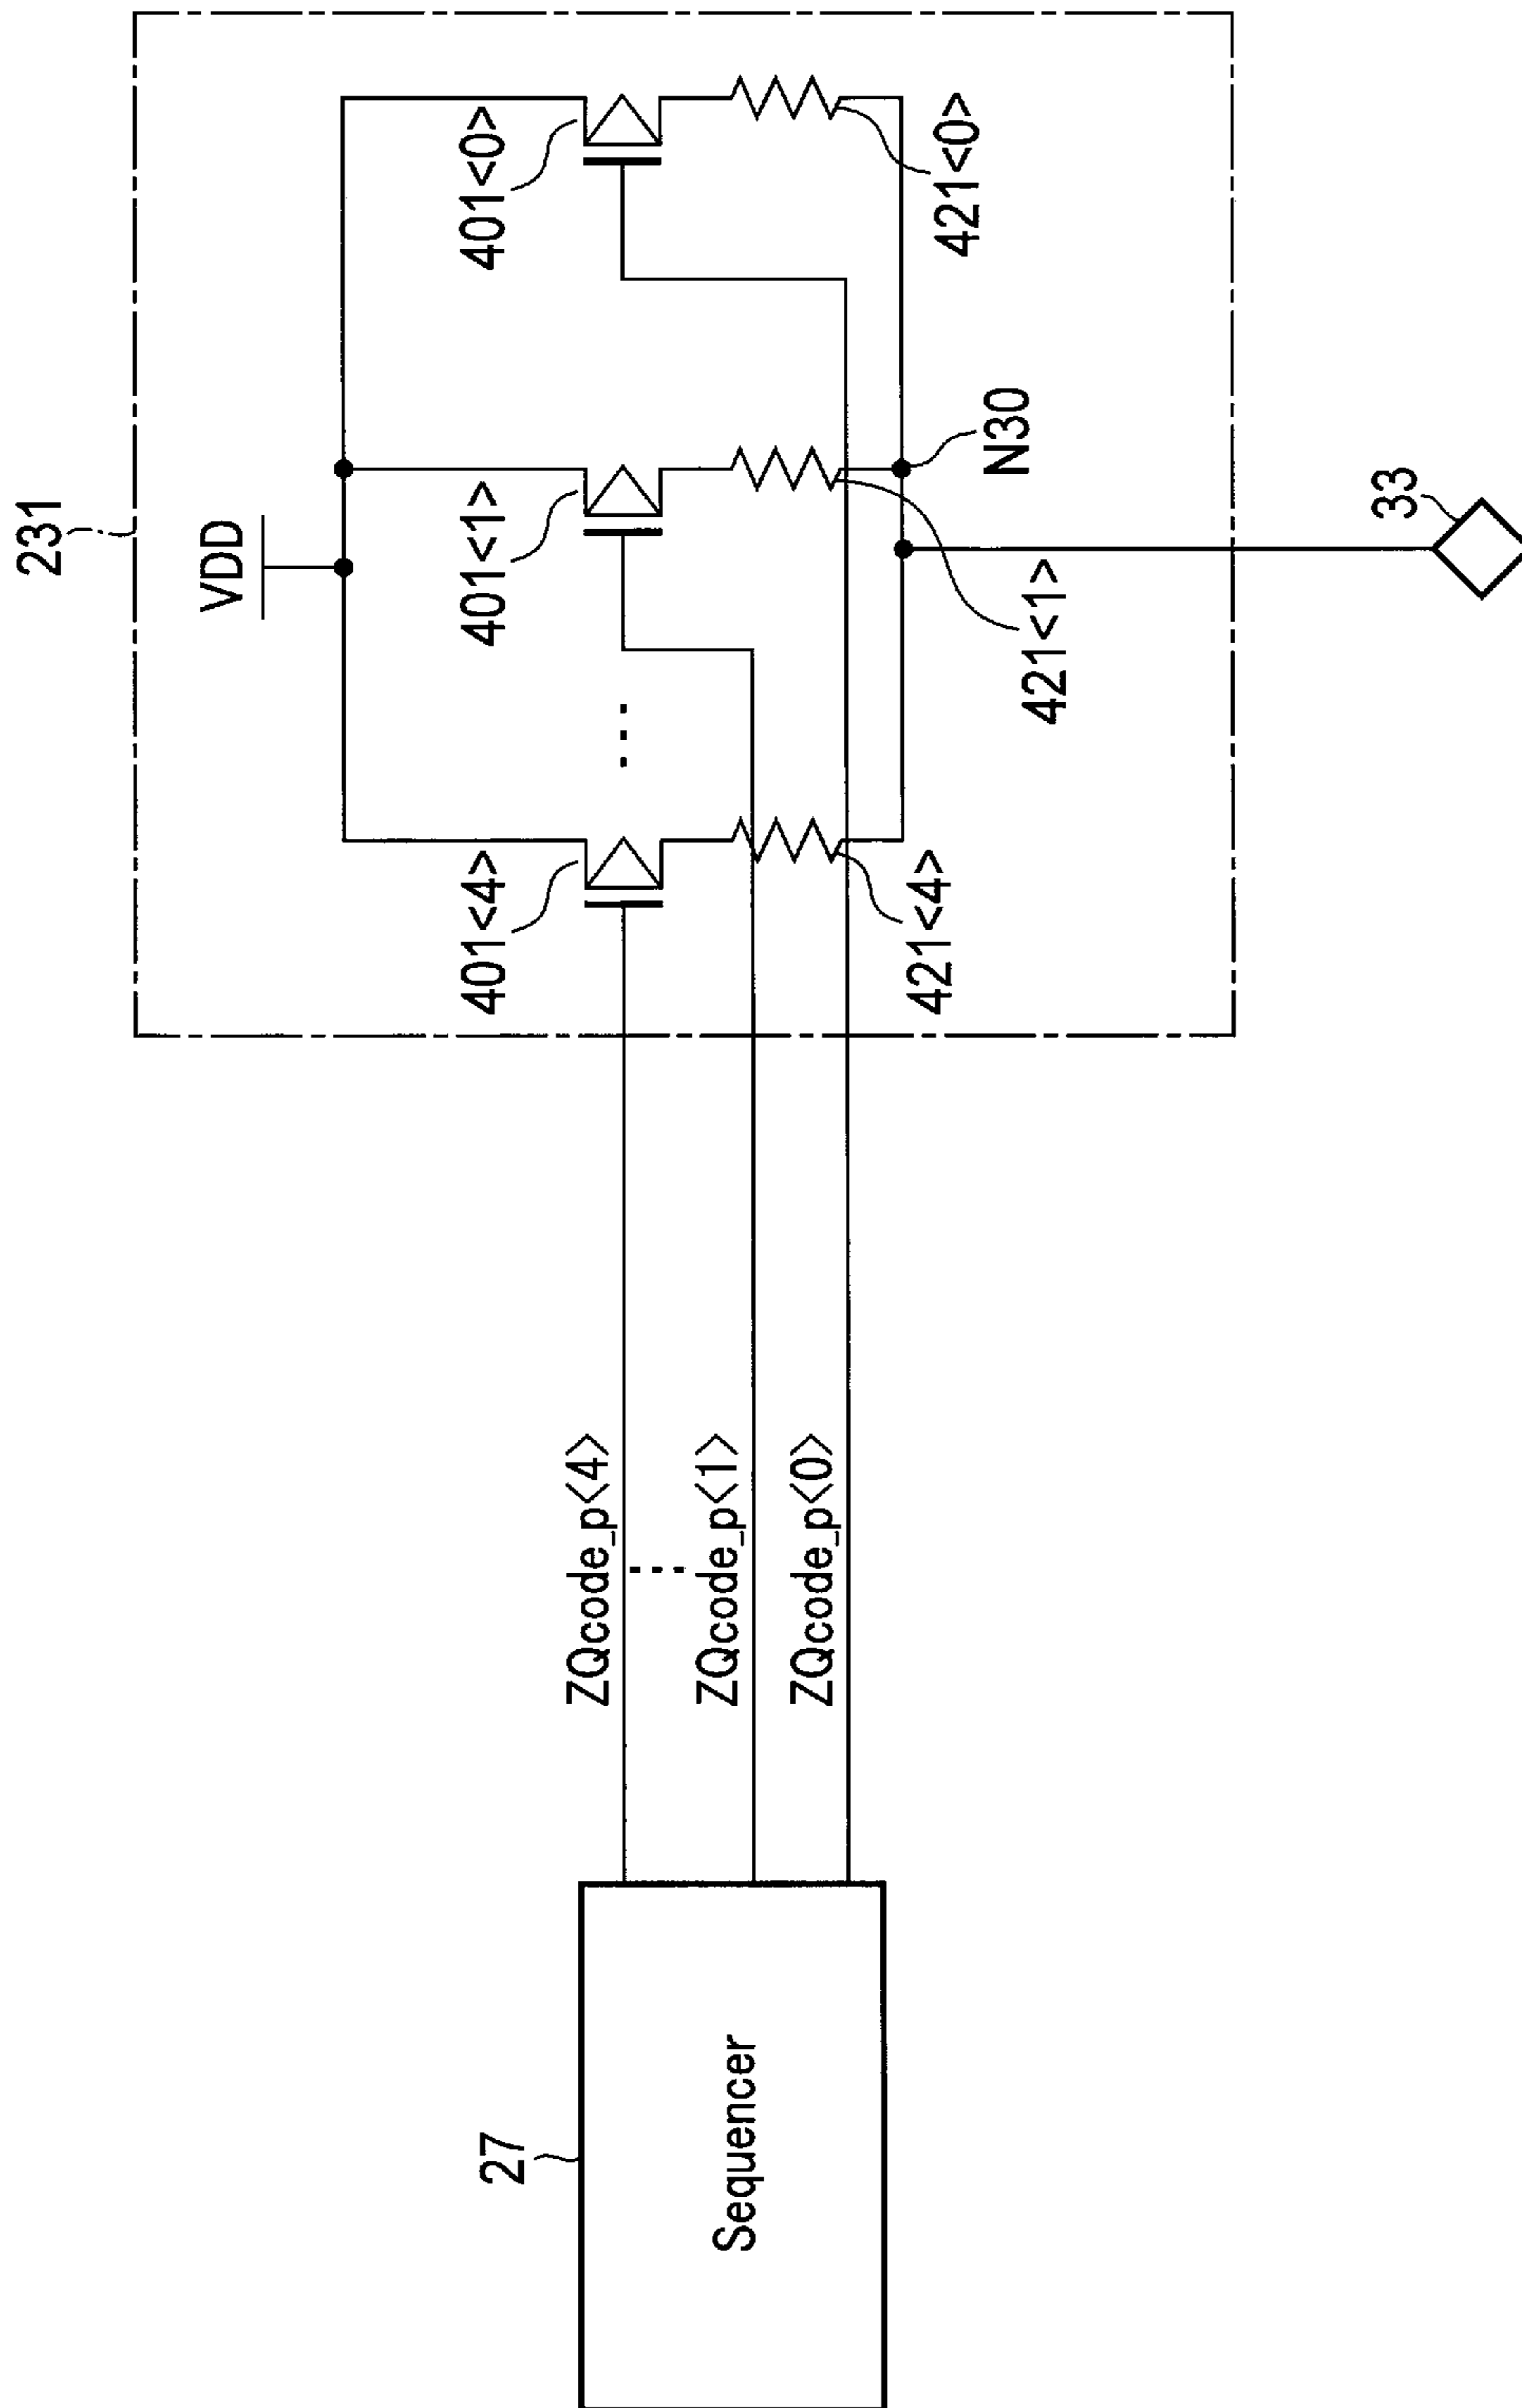 231
VDD
401<4>
401<1>
401<0>
...
421<4>
421<1>
421<0>
N30
33
ZQcode_p<4>
ZQcode_p<1>
ZQcode_p<0>
27
Sequencer